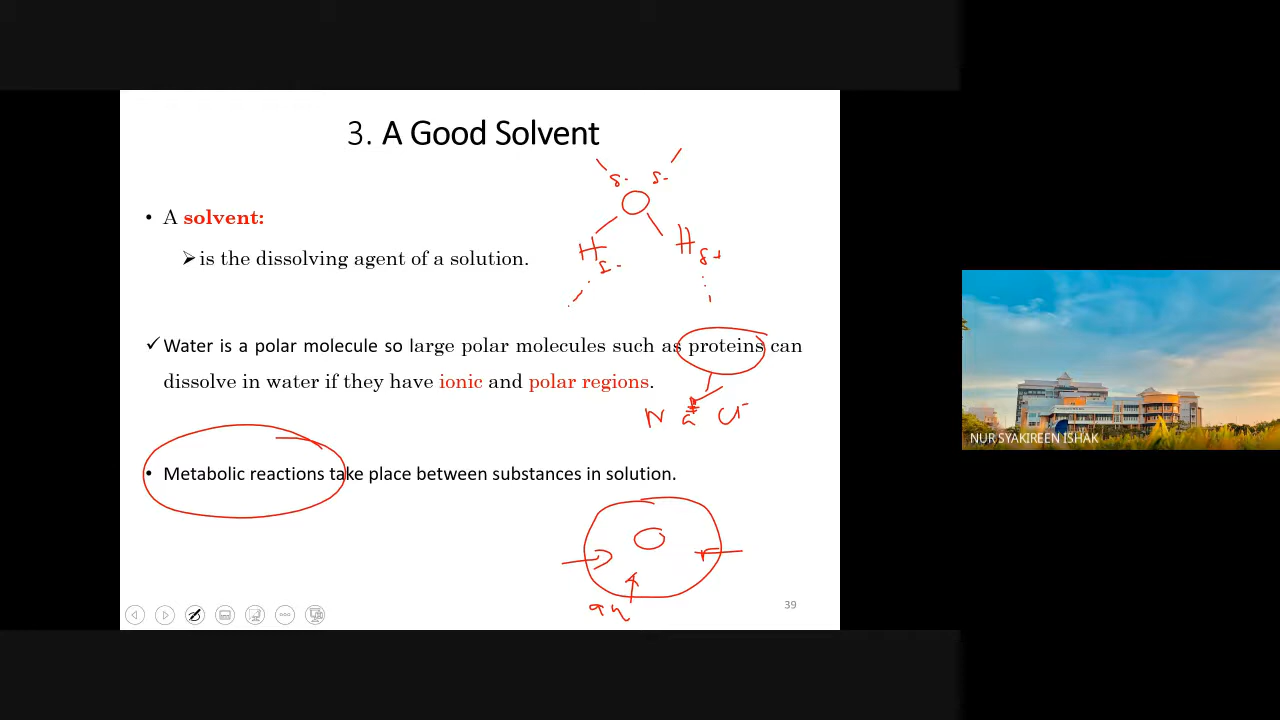 3. A Good Solvent
δ- δ-
• A solvent:
H H
δ- δ+
➢ is the dissolving agent of a solution.
✓ Water is a polar molecule so large polar molecules such as proteins can
dissolve in water if they have ionic and polar regions.
N a+ Cl-
• Metabolic reactions take place between substances in solution.
aq
39
NUR SYAKIREEN ISHAK